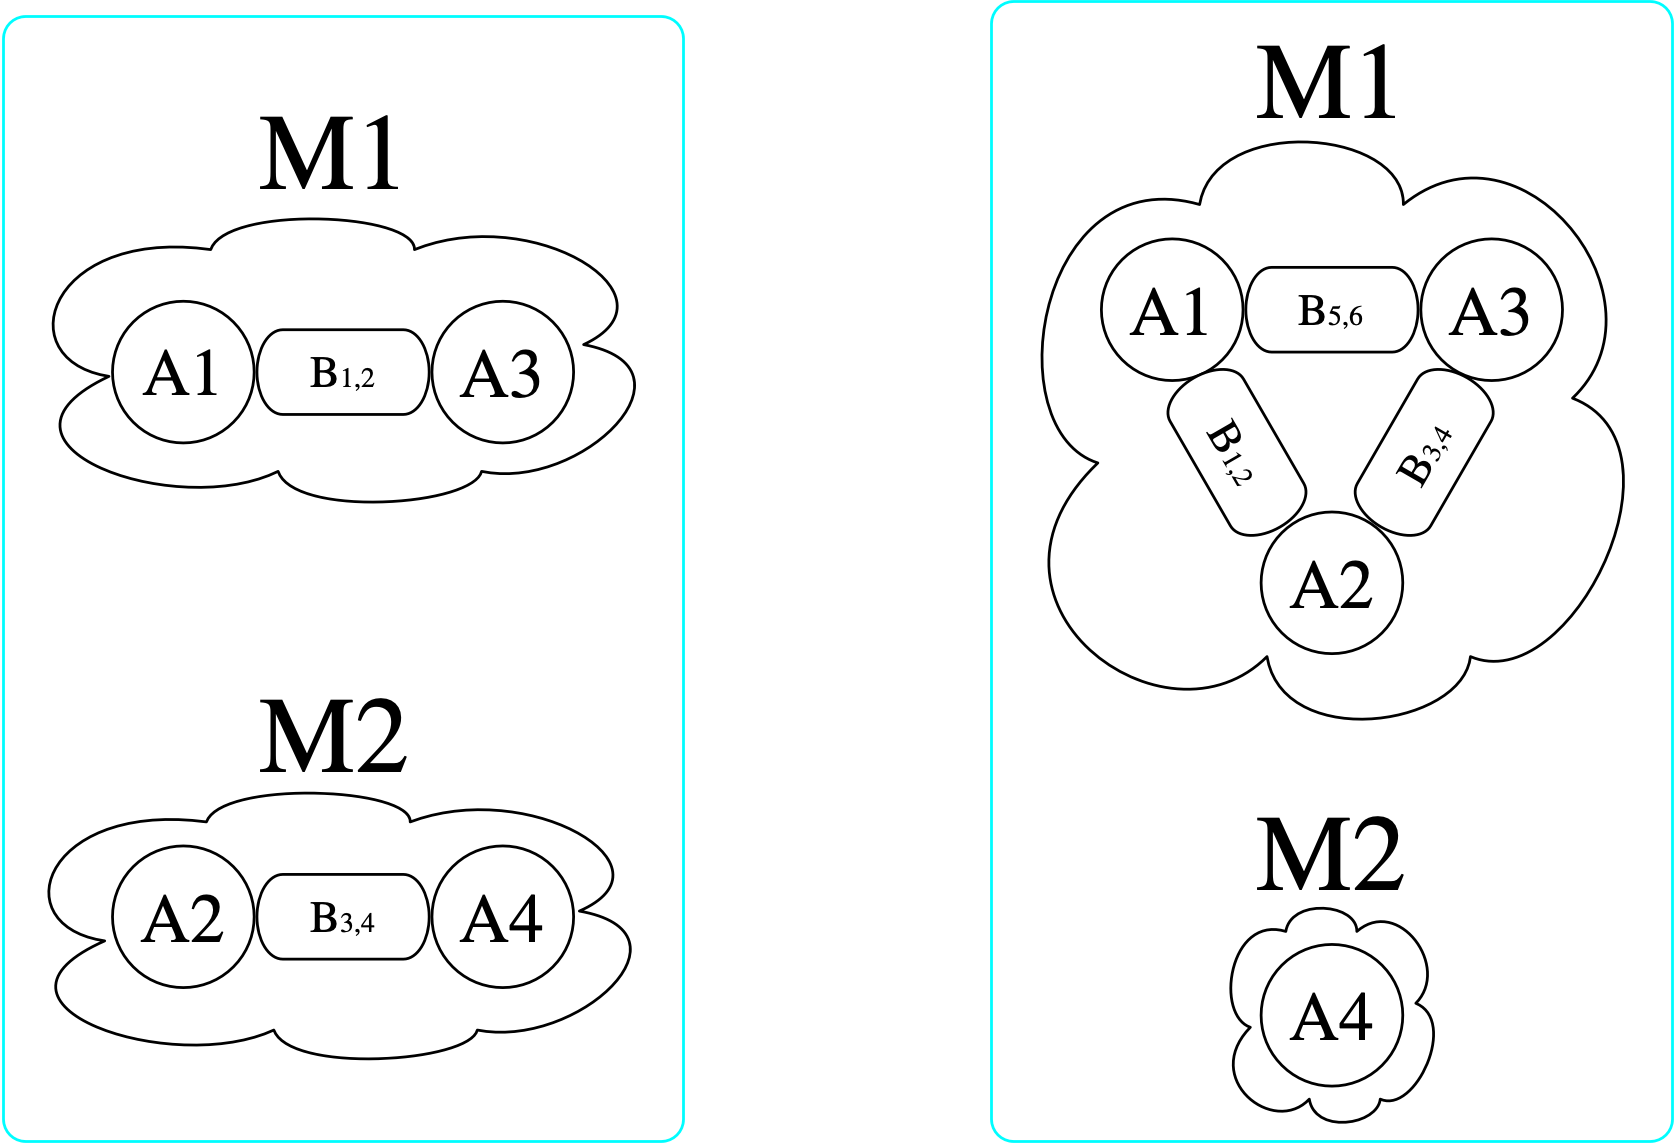 M1
A1 B1,2 A3
M2
A2 B3,4 A4
M1
A1 B5,6 A3
B1,2 B3,4
A2
M2
A4